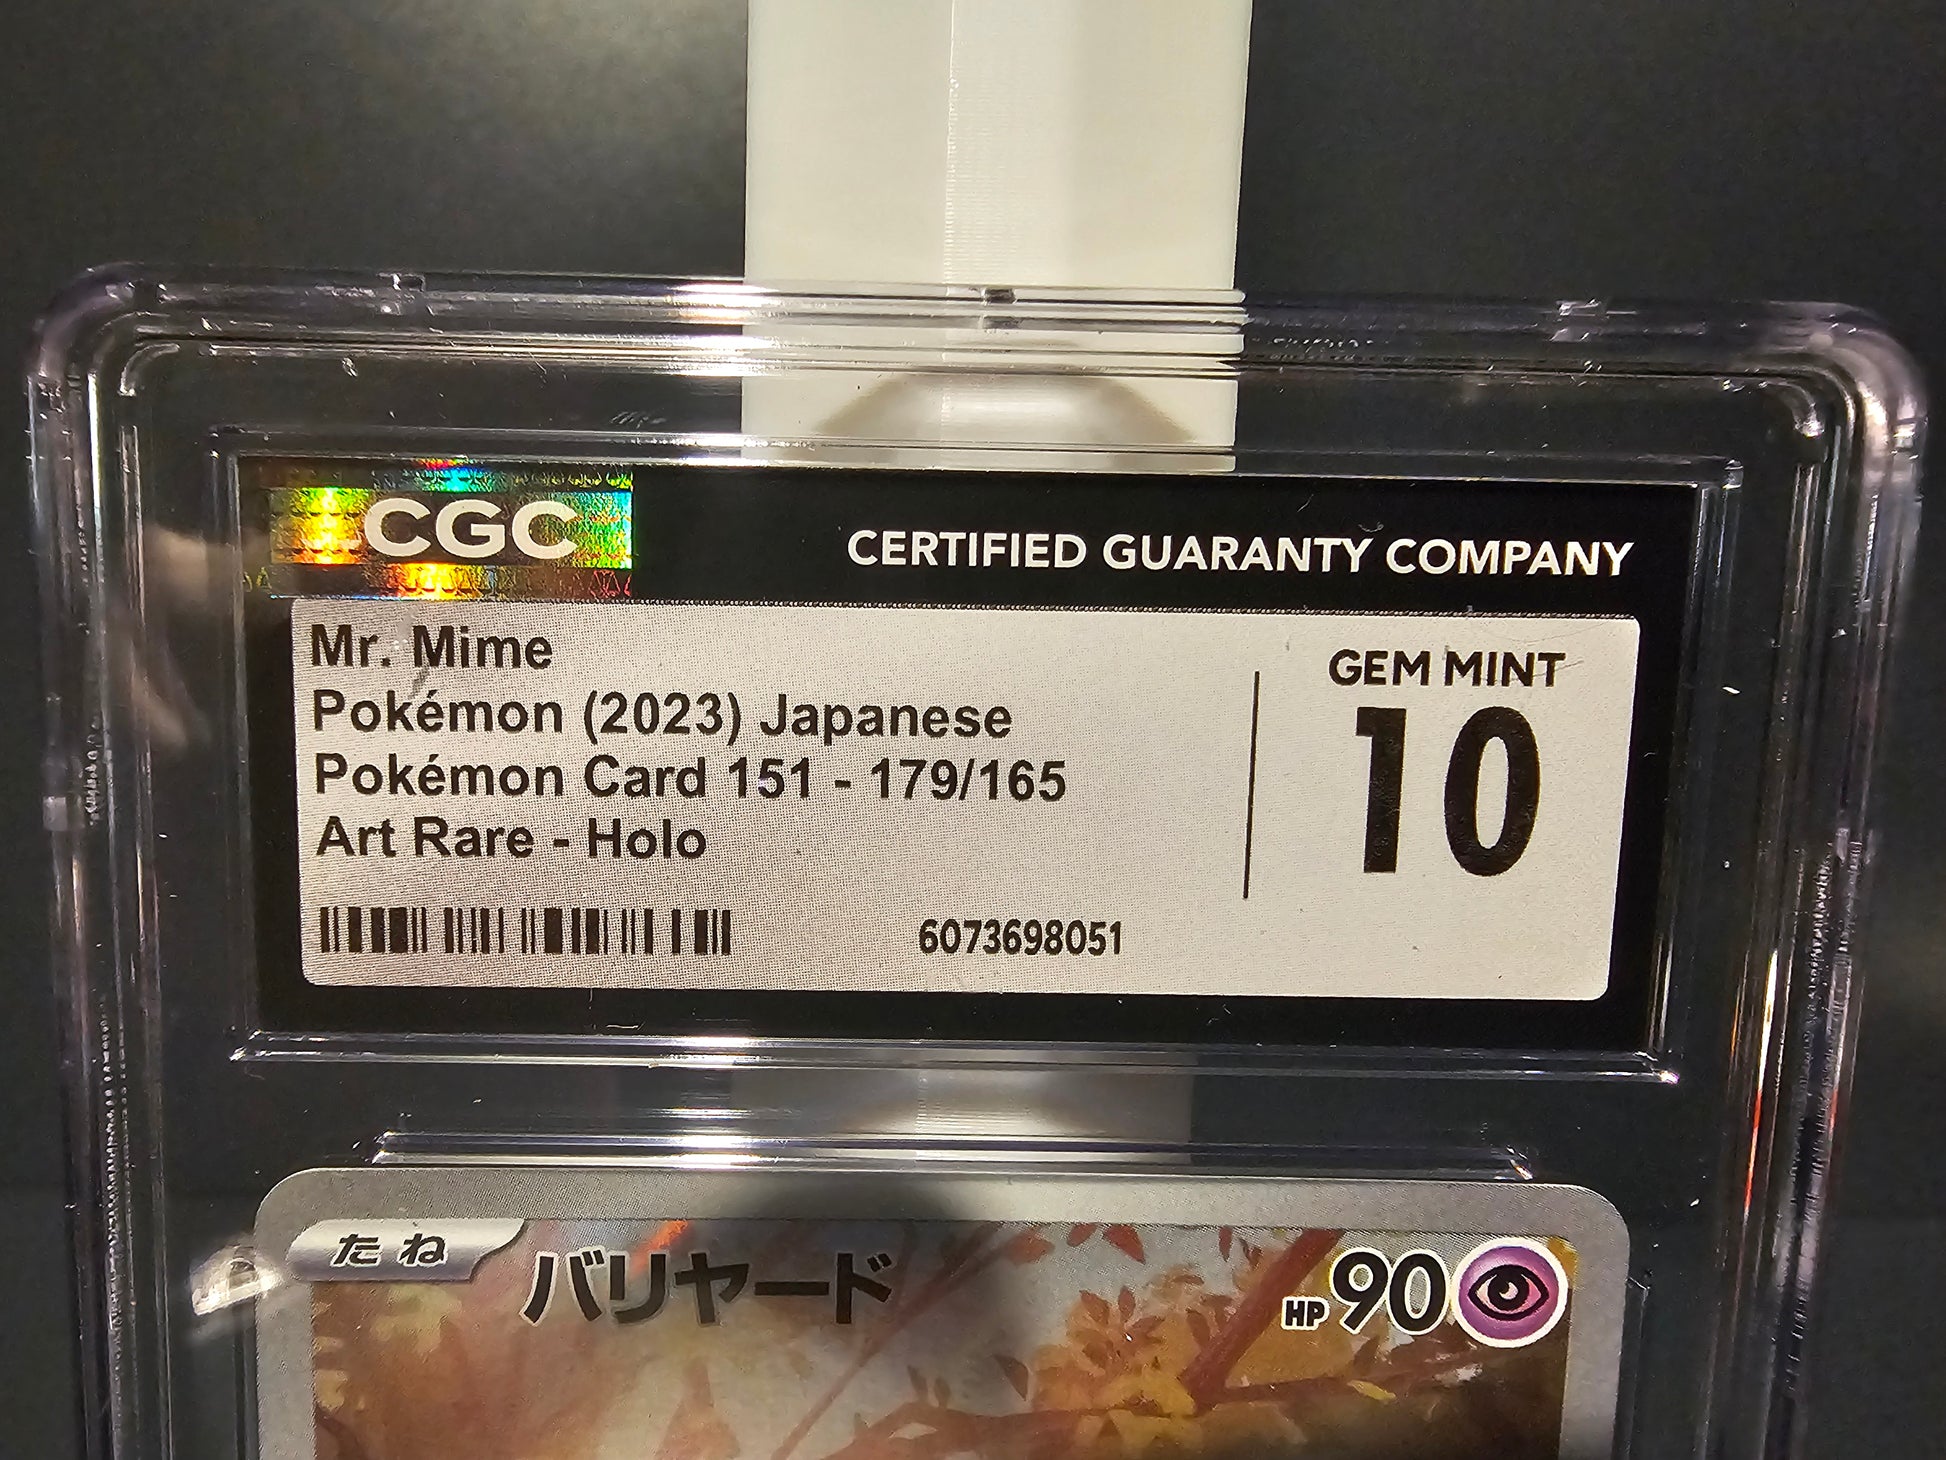 CGC
CERTIFIED GUARANTY COMPANY
Mr. Mime
Pokémon (2023) Japanese
Pokémon Card 151 - 179/165
Art Rare - Holo
6073698051
GEM MINT
10
たね
バリヤード
HP 90